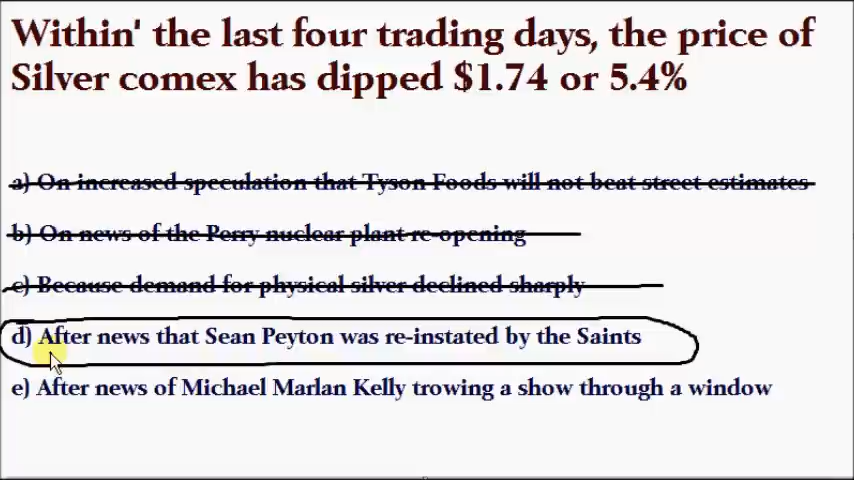 Within' the last four trading days, the price of
Silver comex has dipped $1.74 or 5.4%
a) On increased speculation that Tyson Foods will not beat street estimates
b) On news of the Perry nuclear plant re-opening
c) Because demand for physical silver declined sharply
d) After news that Sean Peyton was re-instated by the Saints
e) After news of Michael Marlan Kelly trowing a show through a window